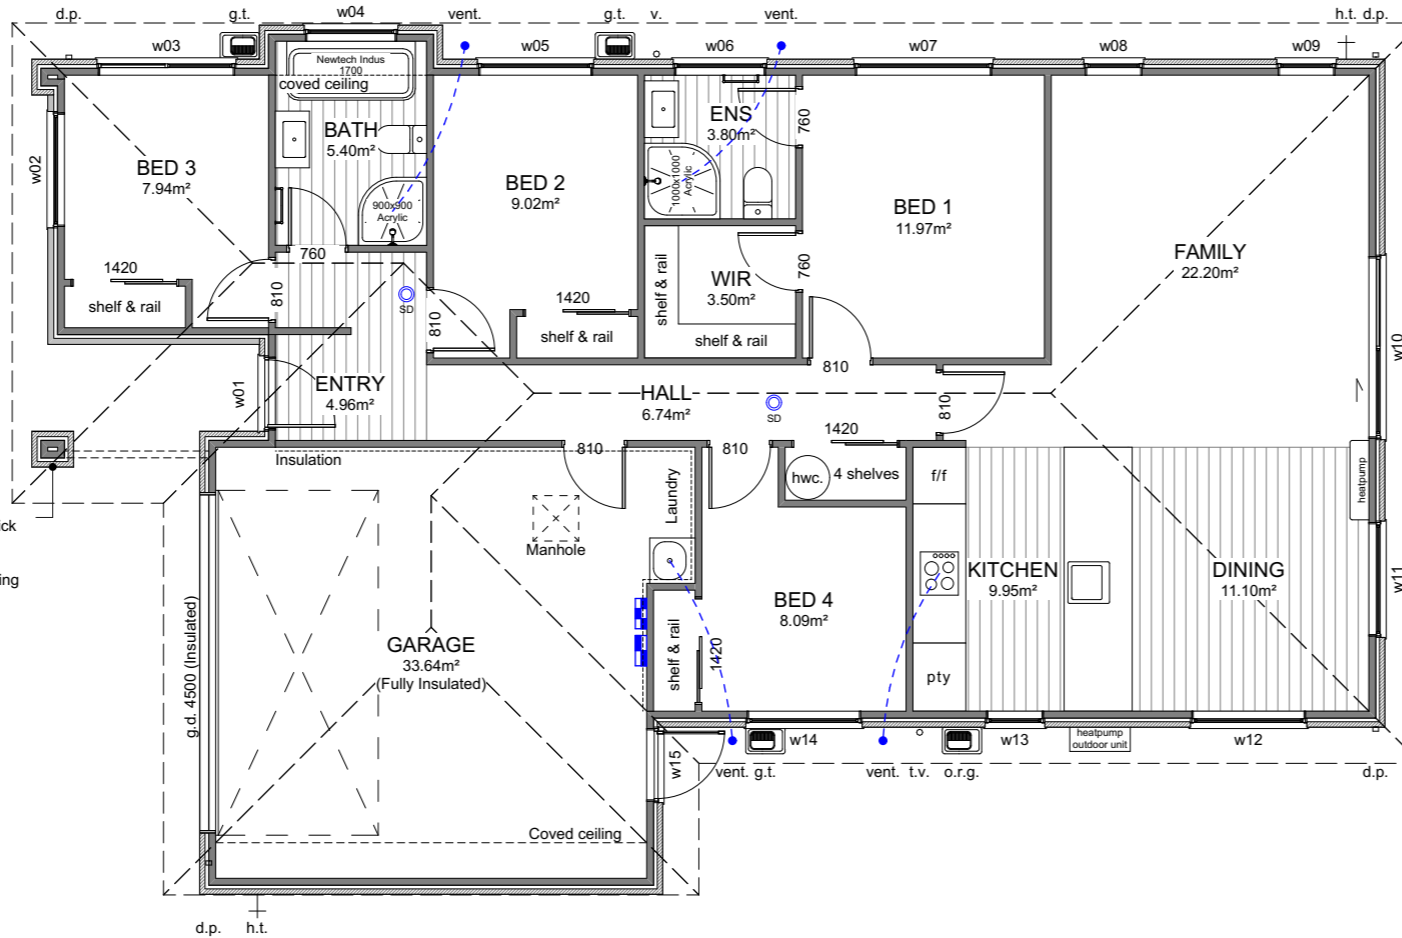 d.p.
g.t.
w04
vent.
g.t.
v.
vent.
h.t.
d.p.
w03
w05
w06
w07
w08
w09
Newtech Indus
1700
coved ceiling
BATH
5.40m²
ENS
3.80m²
760
w02
BED 3
7.94m²
BED 2
9.02m²
1000x1000
Acrylic
BED 1
11.97m²
900x900
Acrylic
FAMILY
22.20m²
760
1420
shelf & rail
810
SD
810
1420
shelf & rail
shelf & rail
WIR
3.50m²
shelf & rail
760
w10
w01
ENTRY
4.96m²
HALL
6.74m²
SD
810
810
1420
Insulation
810
810
hwc.
4 shelves
f/f
heatpump
Laundry
Manhole
ick
ing
g.d. 4500 (Insulated)
GARAGE
33.64m²
(Fully Insulated)
shelf & rail
1420
BED 4
8.09m²
KITCHEN
9.95m²
DINING
11.10m²
w11
pty
w15
w14
w13
heatpump
outdoor unit
w12
vent.
g.t.
vent.
t.v.
o.r.g.
d.p.
Coved ceiling
d.p.
h.t.